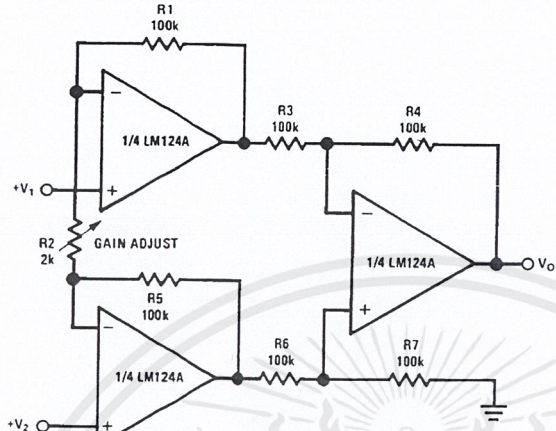 R1
100k
1/4 LM124A
R3
100k
R4
100k
+V1
R2
2k
GAIN ADJUST
1/4 LM124A
VO
R5
100k
1/4 LM124A
R6
100k
R7
100k
+V2